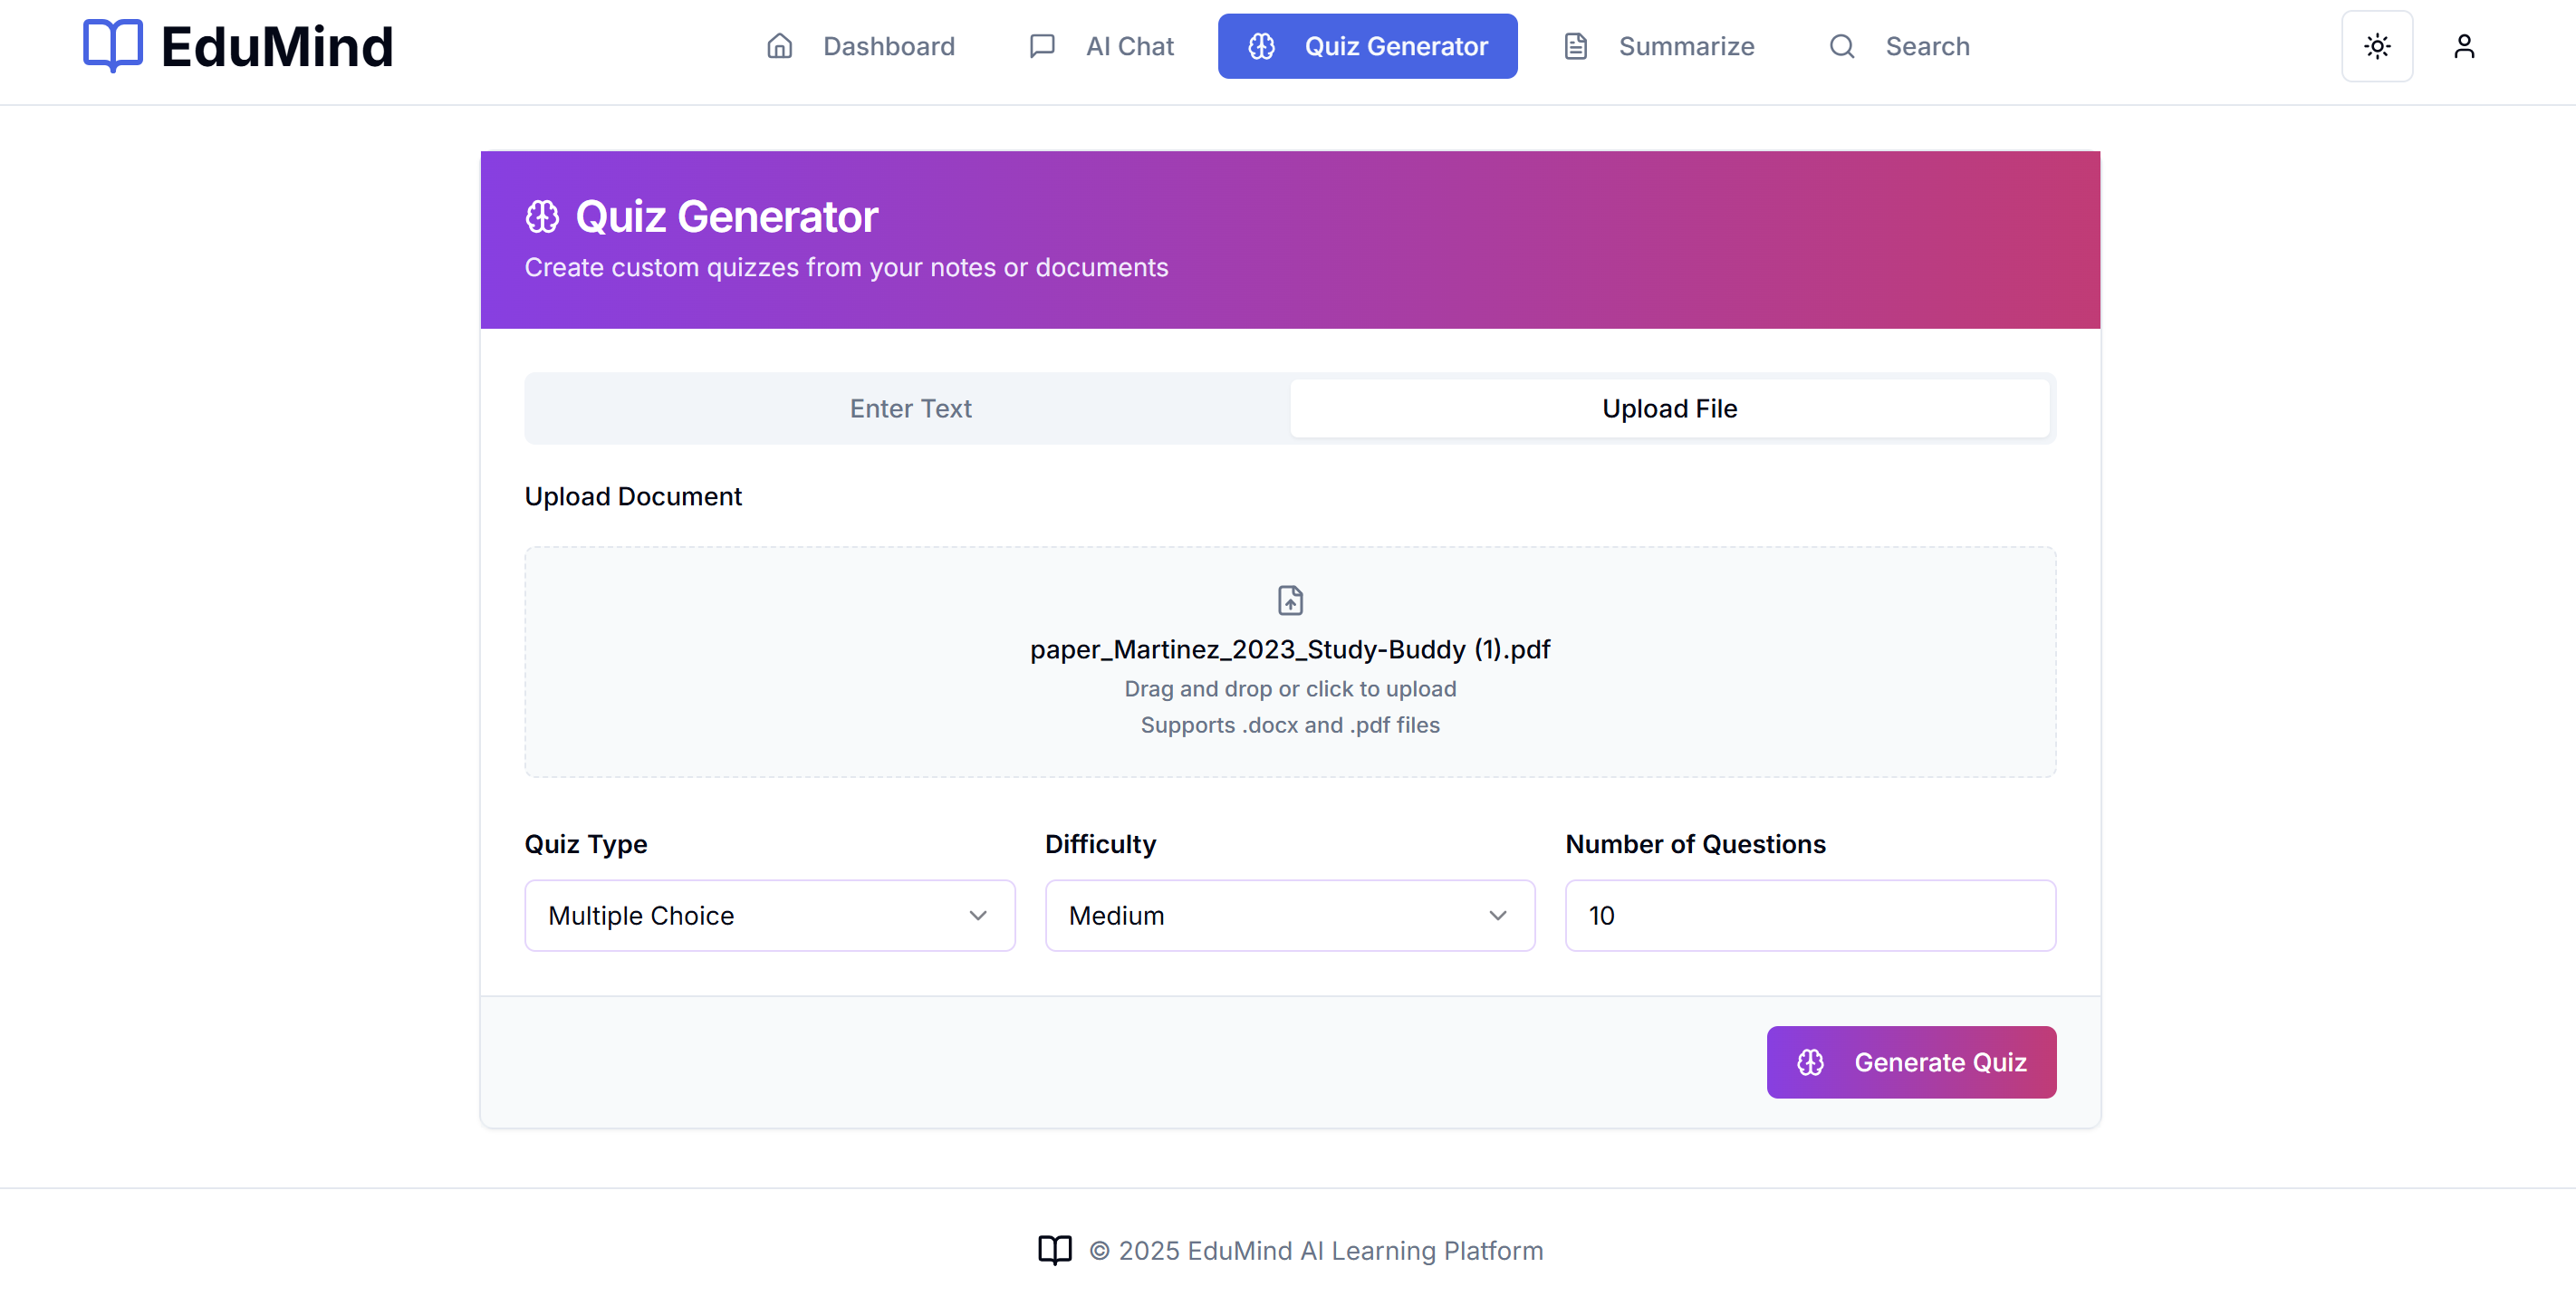 EduMind
Dashboard
AI Chat
Quiz Generator
Summarize
Search
Quiz Generator
Create custom quizzes from your notes or documents
Enter Text
Upload File
Upload Document
paper_Martinez_2023_Study-Buddy (1).pdf
Drag and drop or click to upload
Supports .docx and .pdf files
Quiz Type
Difficulty
Number of Questions
Multiple Choice
Medium
10
Generate Quiz
© 2025 EduMind AI Learning Platform